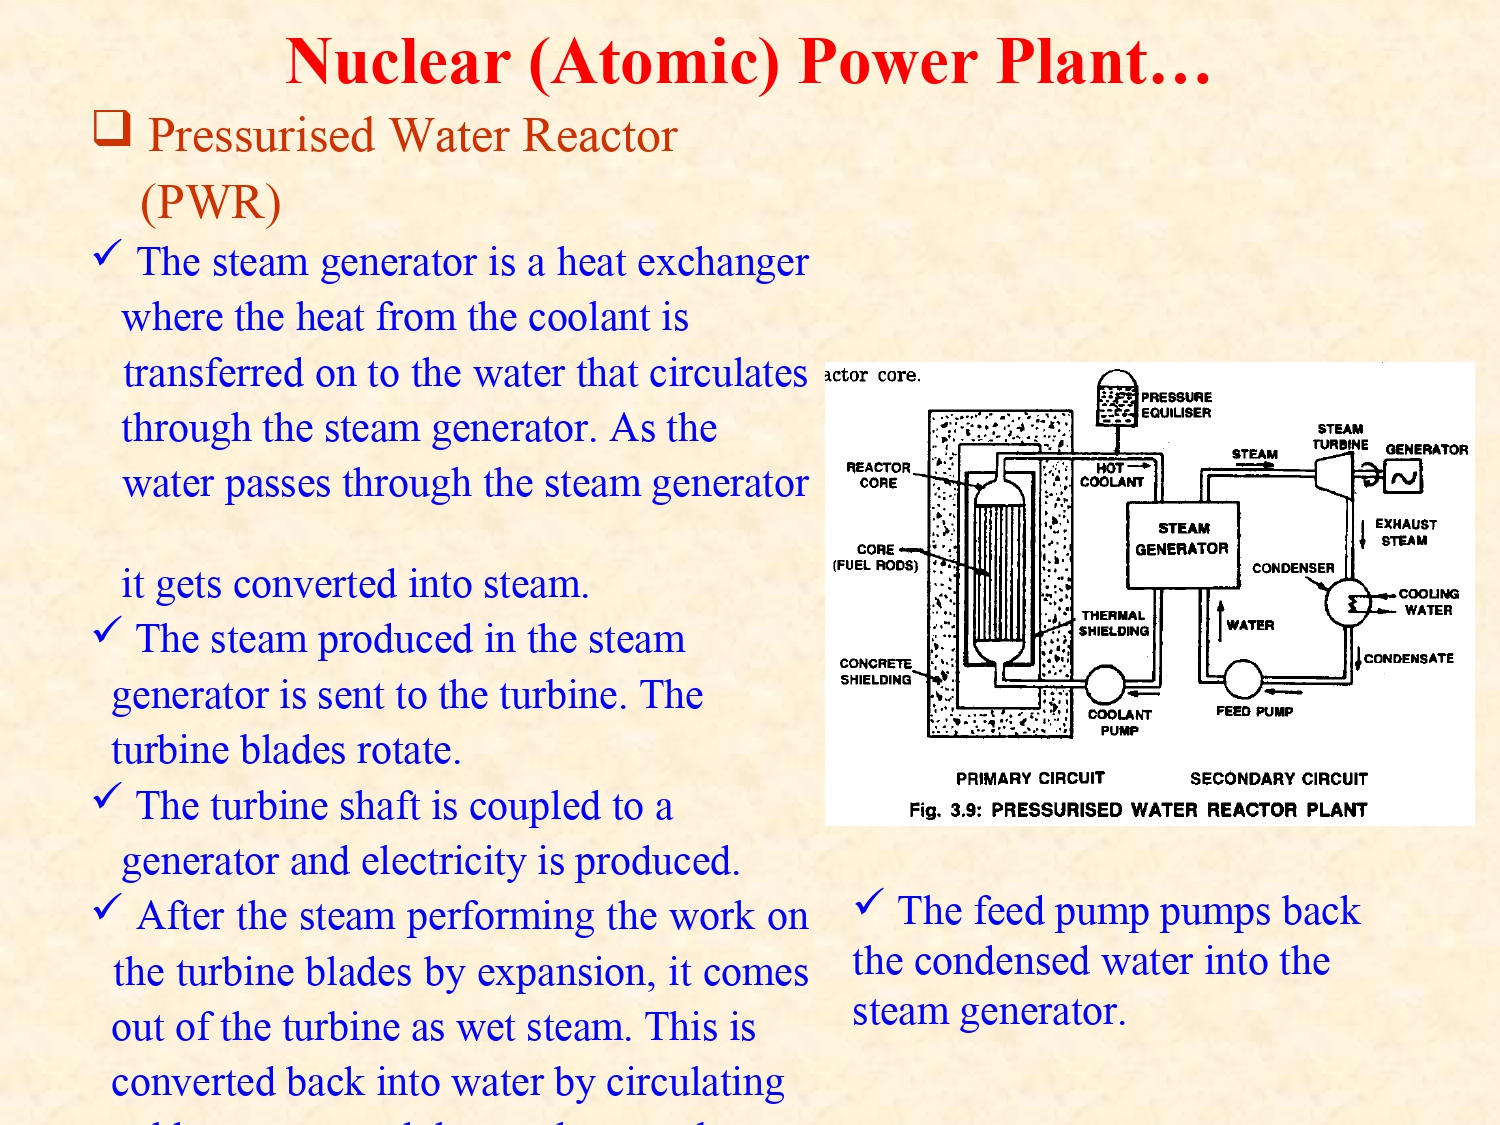 Nuclear (Atomic) Power Plant…
Pressurised Water Reactor
(PWR)
The steam generator is a heat exchanger
where the heat from the coolant is
transferred on to the water that circulates
through the steam generator. As the
water passes through the steam generator
it gets converted into steam.
The steam produced in the steam
generator is sent to the turbine. The
turbine blades rotate.
The turbine shaft is coupled to a
generator and electricity is produced.
After the steam performing the work on
the turbine blades by expansion, it comes
out of the turbine as wet steam. This is
converted back into water by circulating
actor core.
PRESSURE
EQUILISER
REACTOR
CORE
HOT
COOLANT
STEAM
STEAM
TURBINE
GENERATOR
STEAM
GENERATOR
EXHAUST
STEAM
CORE
(FUEL RODS)
CONDENSER
COOLING
WATER
THERMAL
SHIELDING
WATER
CONCRETE
SHIELDING
CONDENSATE
COOLANT
PUMP
FEED PUMP
PRIMARY CIRCUIT
SECONDARY CIRCUIT
Fig. 3.9: PRESSURISED WATER REACTOR PLANT
The feed pump pumps back
the condensed water into the
steam generator.